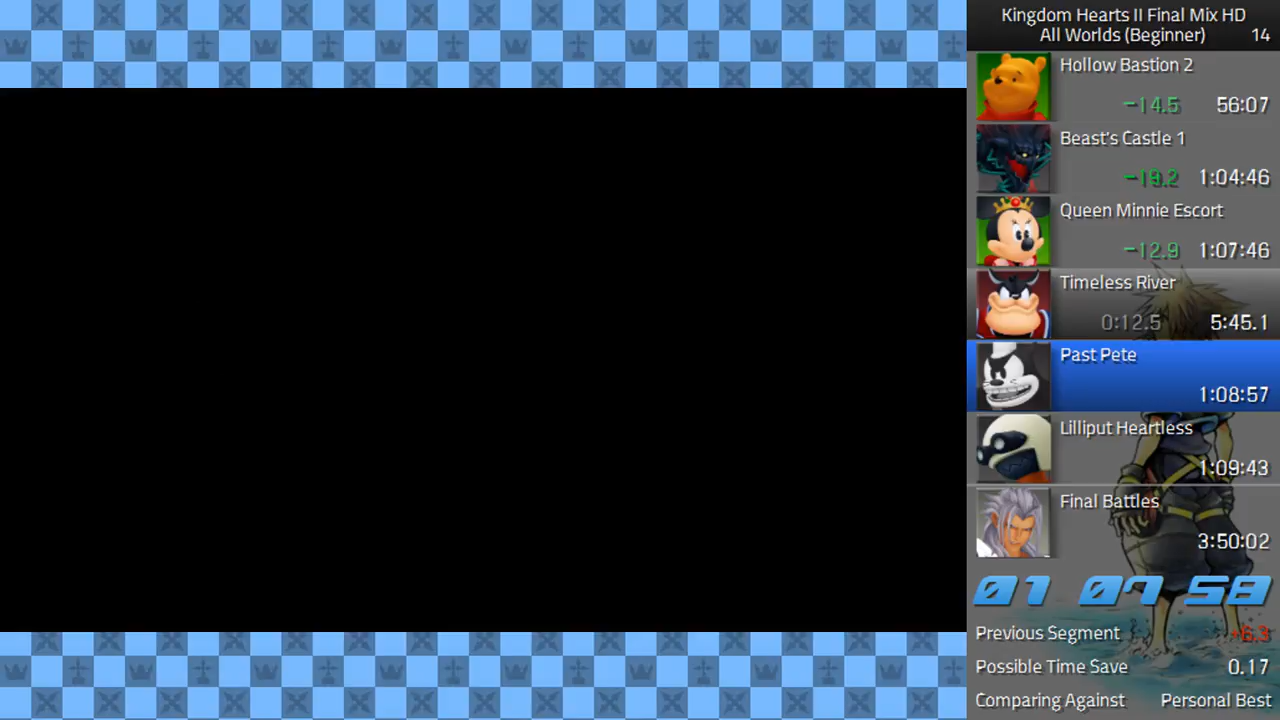 Kingdom Hearts II Final Mix HD
All Worlds (Beginner) 14
Hollow Bastion 2
-14.5 56:07
Beast's Castle 1
-19.2 1:04:46
Queen Minnie Escort
-12.9 1:07:46
Timeless River
0:12.5 5:45.1
Past Pete
1:08:57
Lilliput Heartless
1:09:43
Final Battles
3:50:02
01 07 58
Previous Segment +6.3
Possible Time Save 0.17
Comparing Against Personal Best